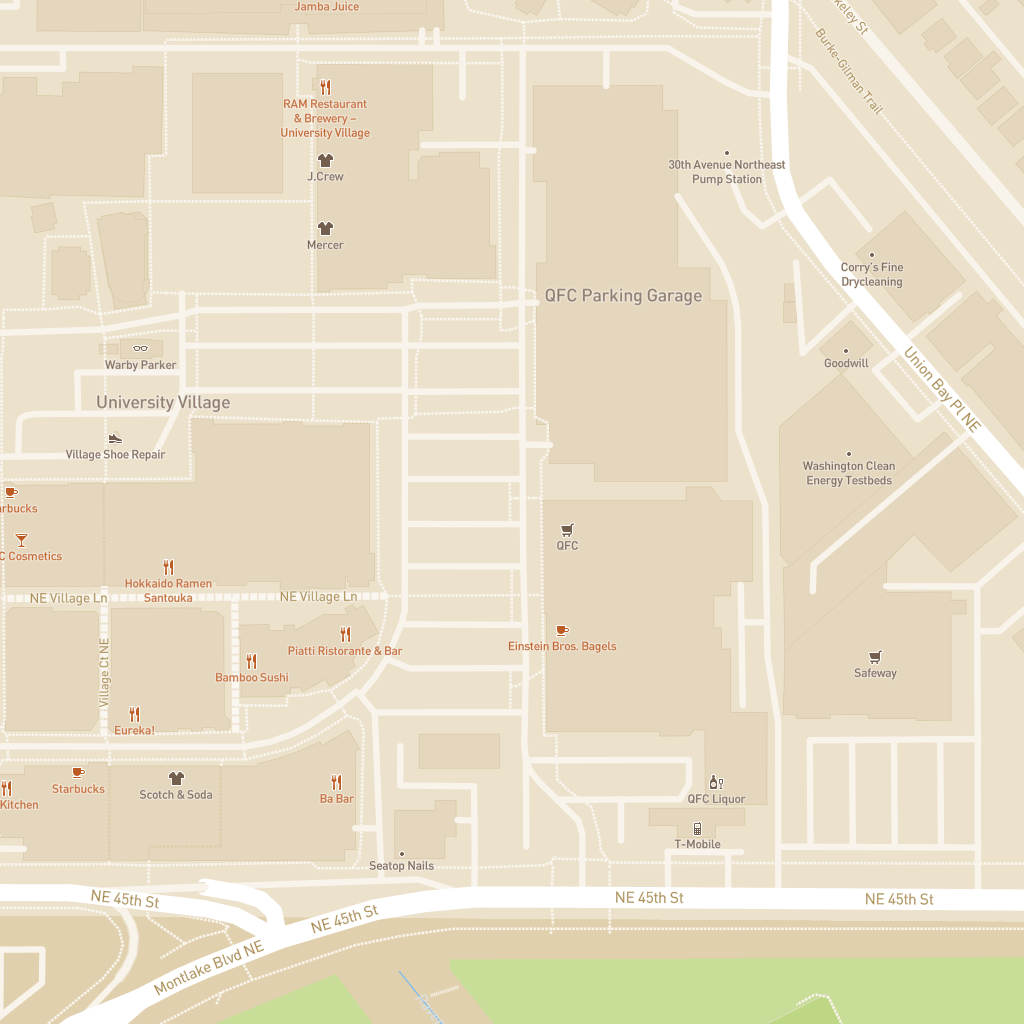 Jamba Juice
keley St
Burke-Gilman Trail
RAM Restaurant
& Brewery –
University Village
J.Crew
30th Avenue Northeast
Pump Station
Mercer
Corry's Fine
Drycleaning
QFC Parking Garage
Warby Parker
Goodwill
Union Bay Pl NE
University Village
Village Shoe Repair
Washington Clean
Energy Testbeds
arbucks
QFC
C Cosmetics
Hokkaido Ramen
Santouka
NE Village Ln
NE Village Ln
Village Ct NE
Piatti Ristorante & Bar
Einstein Bros. Bagels
Bamboo Sushi
Safeway
Eureka!
Starbucks
Scotch & Soda
Kitchen
Ba Bar
QFC Liquor
T-Mobile
Seatop Nails
NE 45th St
NE 45th St
NE 45th St
NE 45th St
Montlake Blvd NE